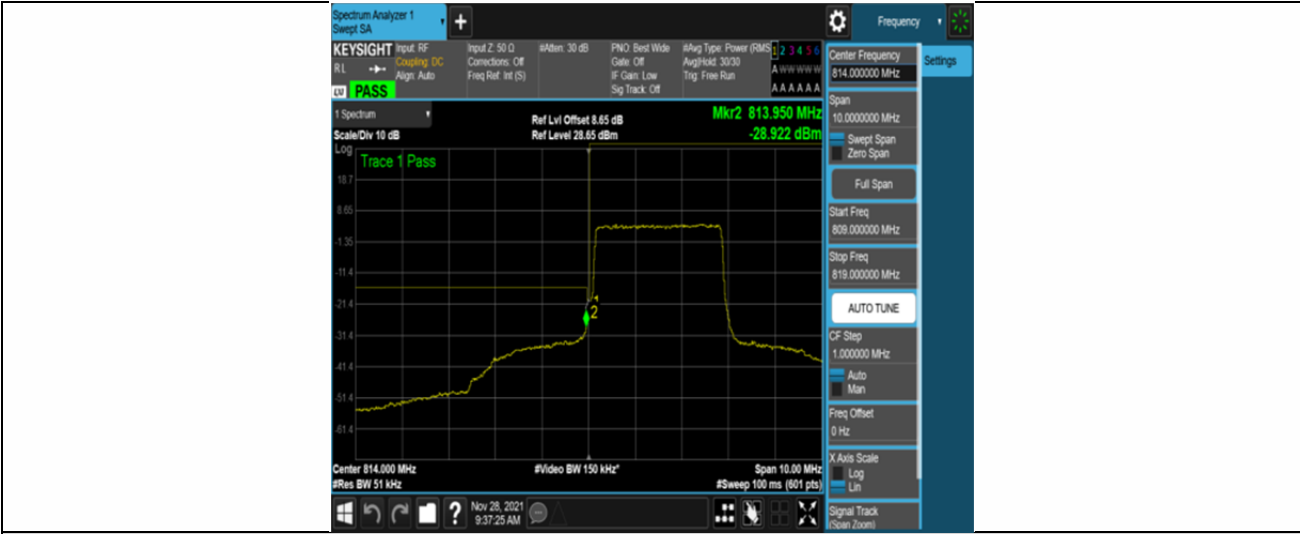 Spectrum Analyzer 1
Swept SA
+
Frequency
KEYSIGHT
RL
PASS
Input: RF
Coupling: DC
Align: Auto
Input Z: 50 Ω
Corrections: Off
Freq Ref: Int (S)
#Atten: 30 dB
PNO: Best Wide
Gate: Off
IF Gain: Low
Sig Track: Off
#Avg Type: Power (RMS
Avg|Hold: 30/30
Trig: Free Run
1 2 3 4 5 6
A W W W W W
A A A A A A
1 Spectrum
Scale/Div 10 dB
Ref Lvl Offset 8.65 dB
Ref Level 28.65 dBm
Mkr2 813.950 MHz
-28.922 dBm
Log
Trace 1 Pass
18.7
8.65
-1.35
-11.4
-21.4
-31.4
-41.4
-51.4
-61.4
1
2
Center 814.000 MHz
#Res BW 51 kHz
#Video BW 150 kHz*
Span 10.00 MHz
#Sweep 100 ms (601 pts)
Center Frequency
814.000000 MHz
Settings
Span
10.0000000 MHz
Swept Span
Zero Span
Full Span
Start Freq
809.000000 MHz
Stop Freq
819.000000 MHz
AUTO TUNE
CF Step
1.000000 MHz
Auto
Man
Freq Offset
0 Hz
X Axis Scale
Log
Lin
Signal Track
(Span Zoom)
?
Nov 28, 2021
9:37:25 AM